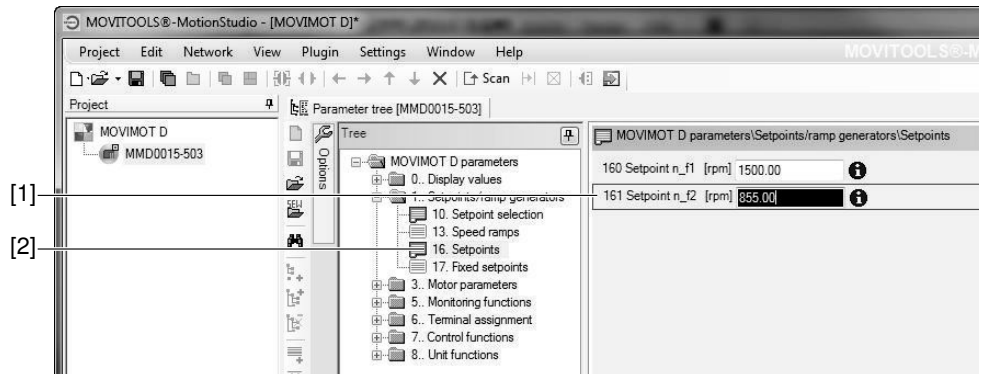 MOVITOOLS®-MotionStudio - [MOVIMOT D]*
Project Edit Network View Plugin Settings Window Help
MOVITOOLS®-M
Scan
Project
Parameter tree [MMD0015-503]
MOVIMOT D
MMD0015-503
Options
Tree
MOVIMOT D parameters
0.. Display values
1.. Setpoints/ramp generators
10. Setpoint selection
13. Speed ramps
16. Setpoints
17. Fixed setpoints
3.. Motor parameters
5.. Monitoring functions
6.. Terminal assignment
7.. Control functions
8.. Unit functions
MOVIMOT D parameters\Setpoints/ramp generators\Setpoints
160 Setpoint n_f1 [rpm] 1500.00
161 Setpoint n_f2 [rpm] 855.00
SEW
[1]
[2]